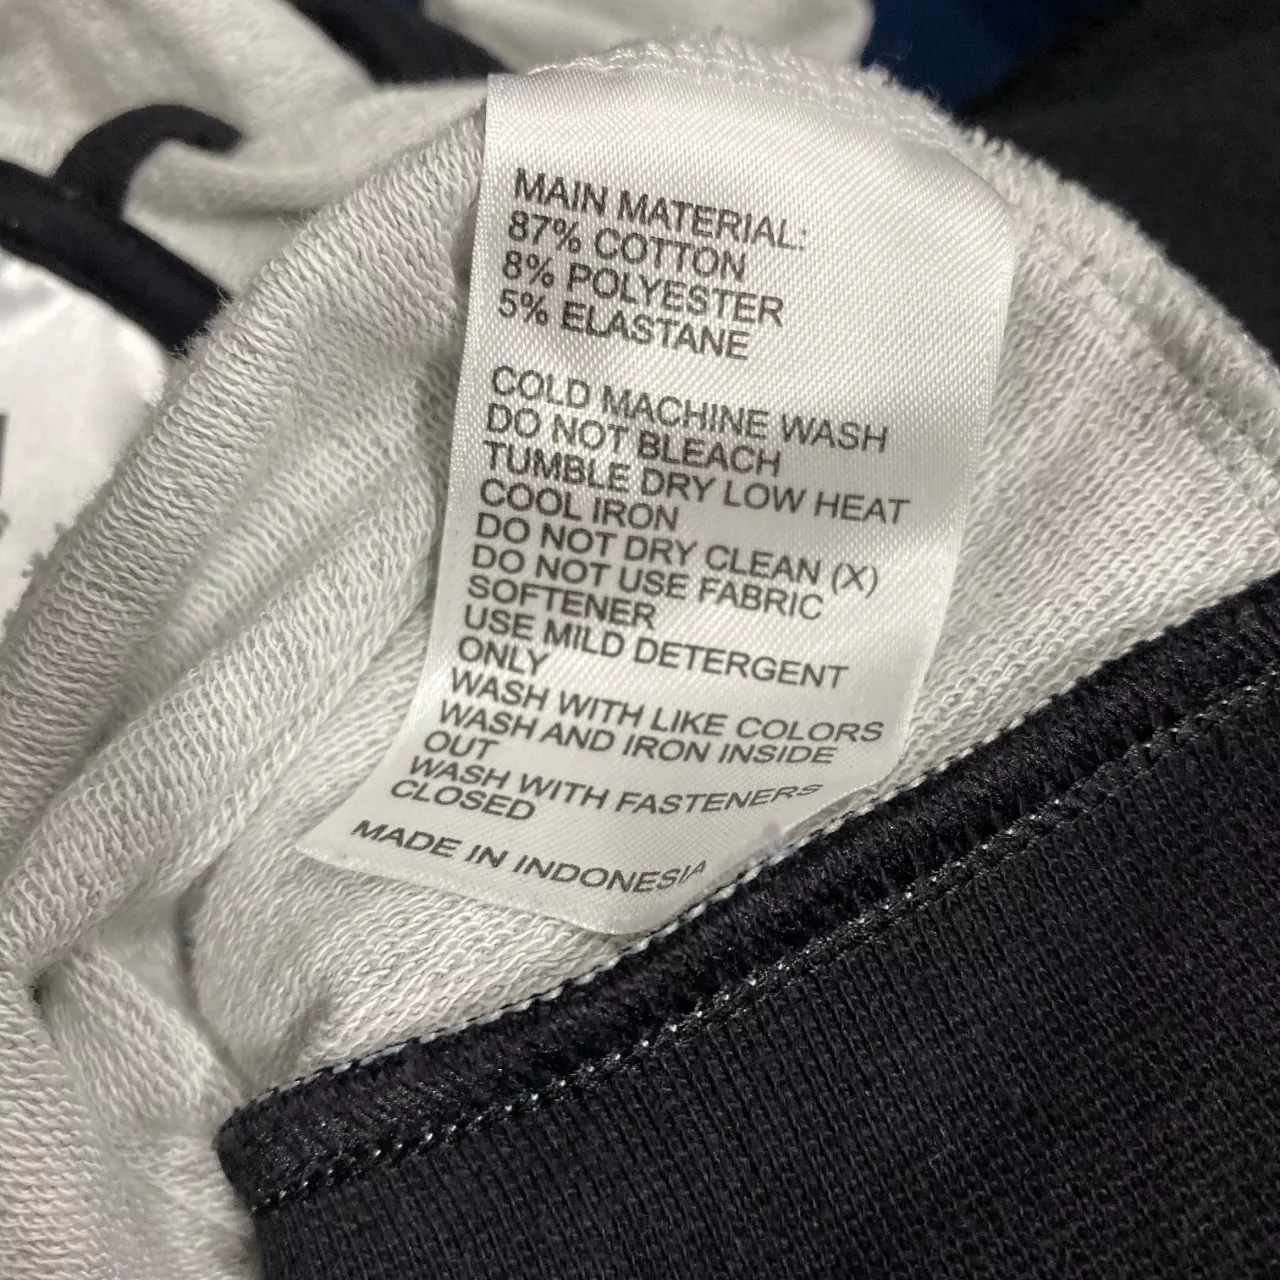 MAIN MATERIAL:
87% COTTON
8% POLYESTER
5% ELASTANE
COLD MACHINE WASH
DO NOT BLEACH
TUMBLE DRY LOW HEAT
COOL IRON
DO NOT DRY CLEAN (X)
DO NOT USE FABRIC
SOFTENER
USE MILD DETERGENT
ONLY
WASH WITH LIKE COLORS
WASH AND IRON INSIDE
OUT
WASH WITH FASTENERS
CLOSED
MADE IN INDONESIA